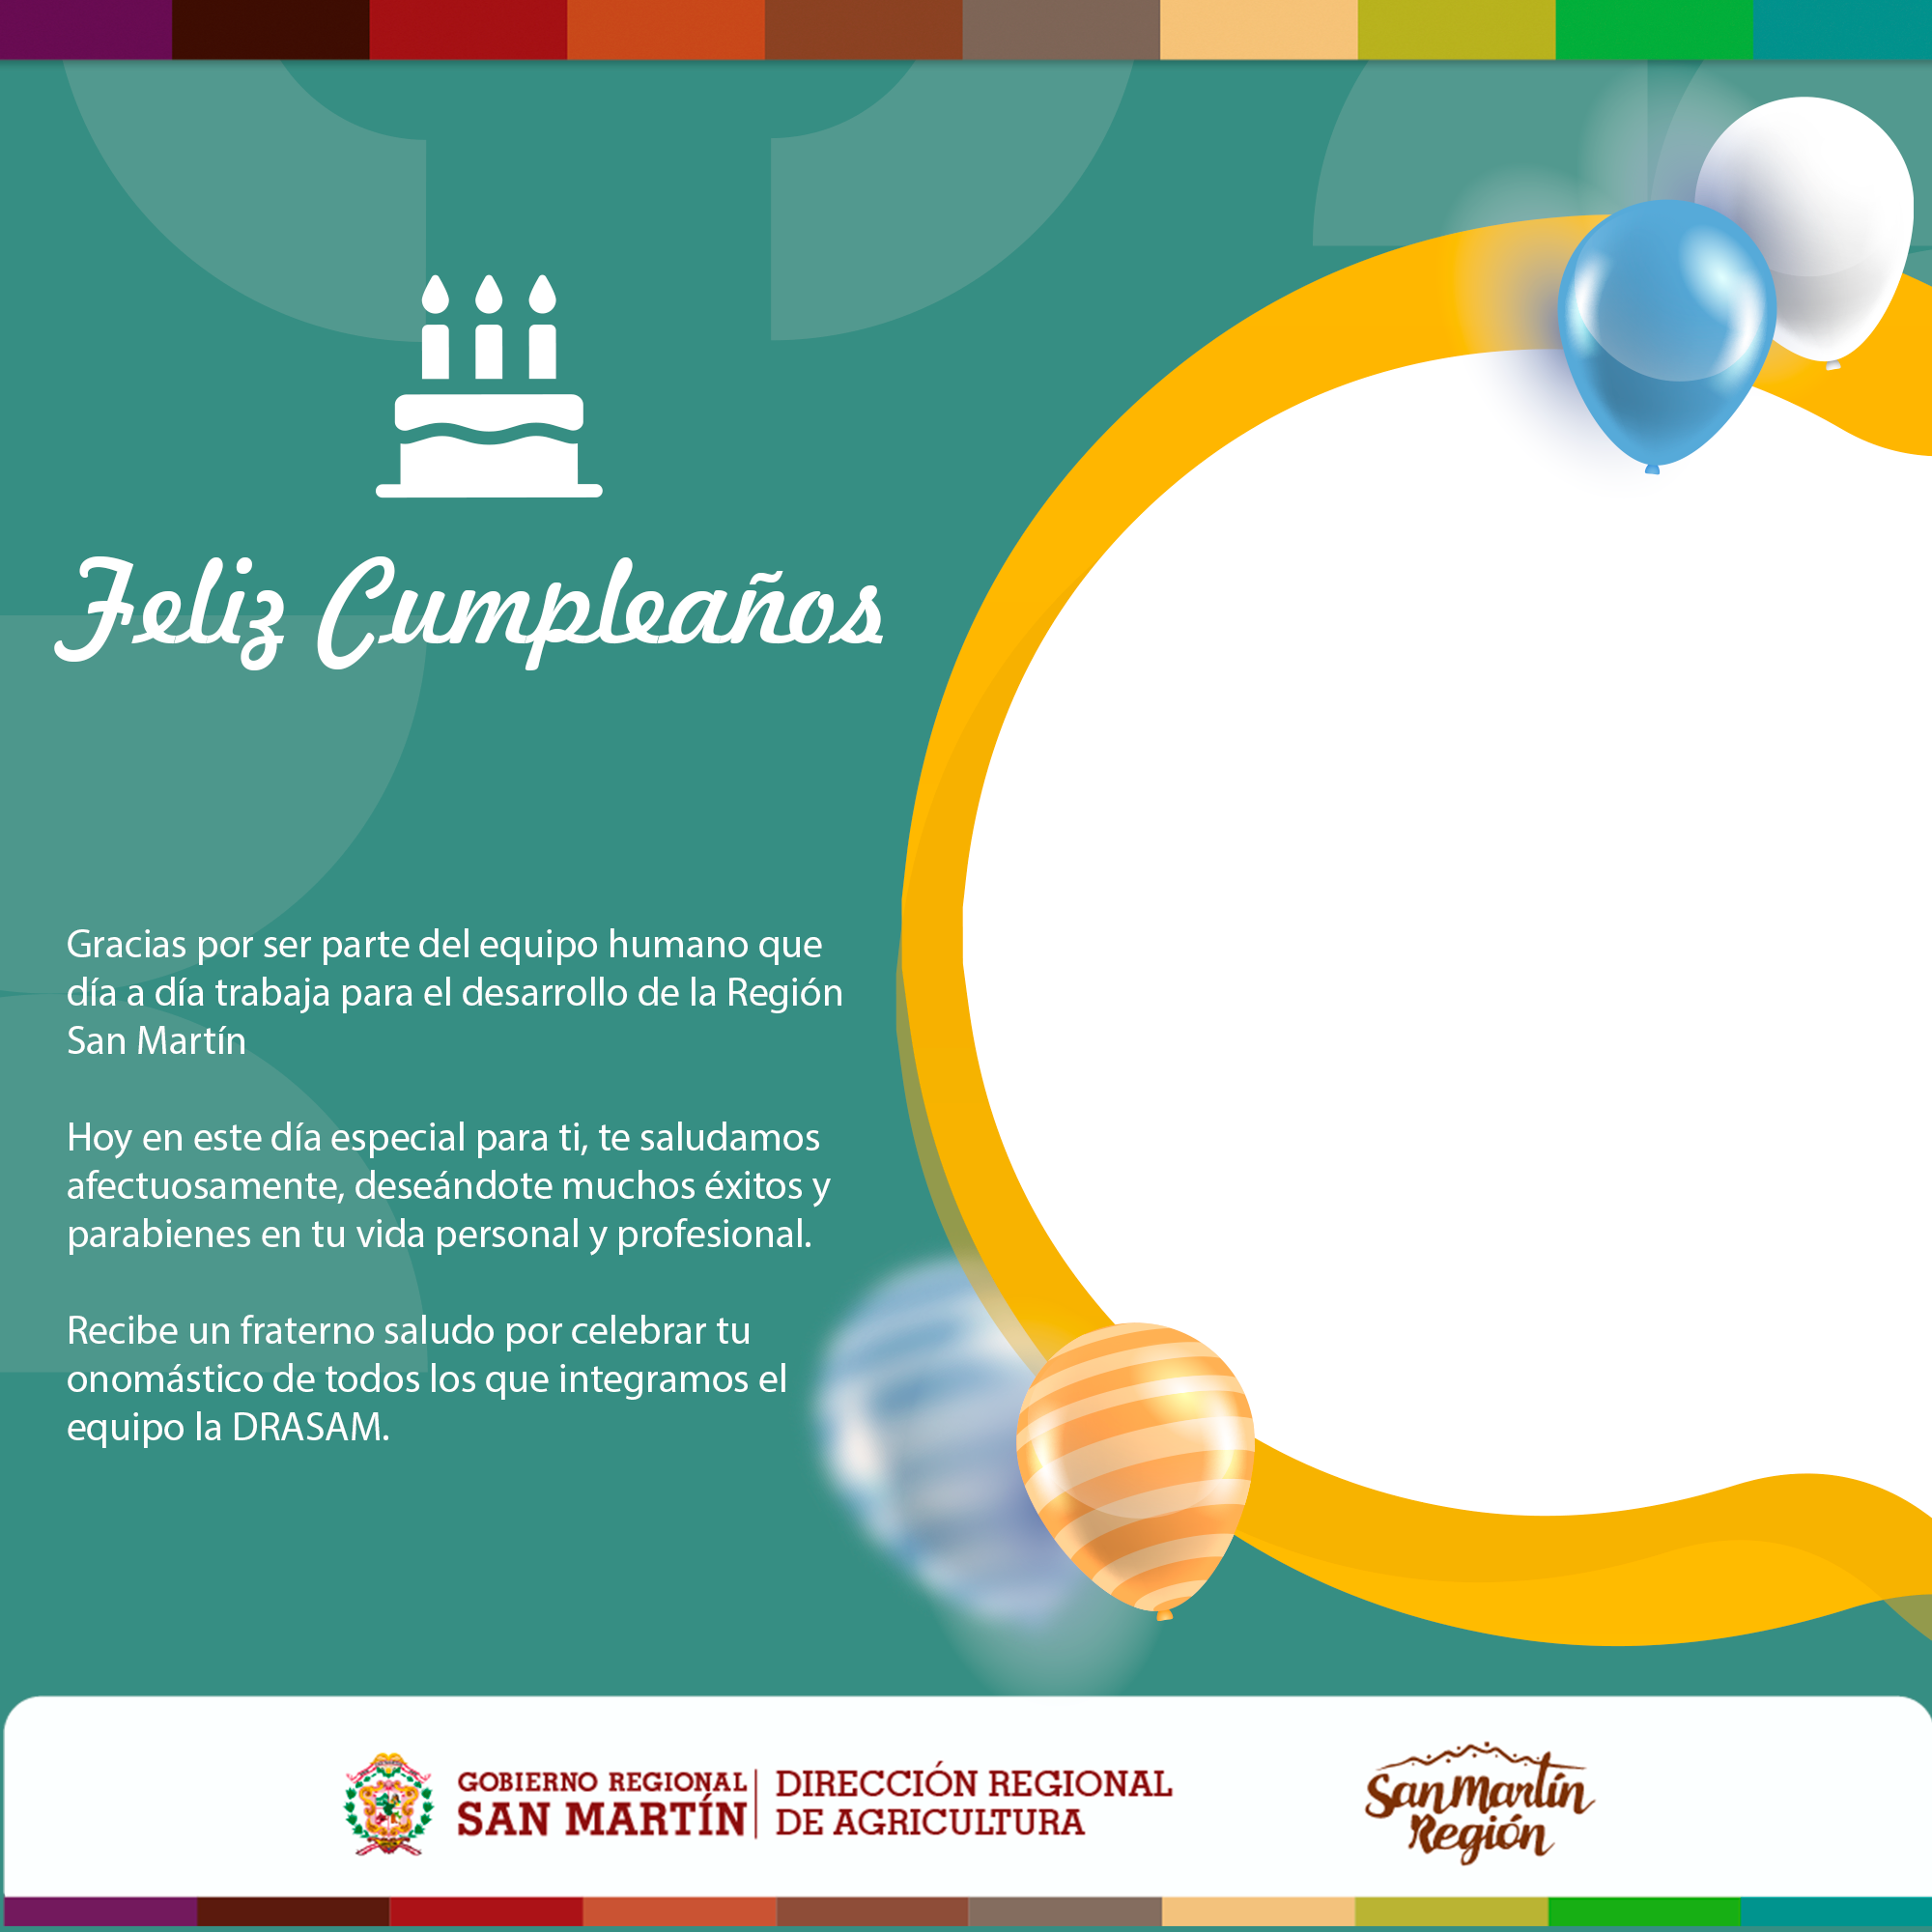 Feliz Cumpleaños
Gracias por ser parte del equipo humano que
día a día trabaja para el desarrollo de la Región
San Martín
Hoy en este día especial para ti, te saludamos
afectuosamente, deseándote muchos éxitos y
parabienes en tu vida personal y profesional.
Recibe un fraterno saludo por celebrar tu
onomástico de todos los que integramos el
equipo la DRASAM.
GOBIERNO REGIONAL
SAN MARTÍN
DIRECCIÓN REGIONAL
DE AGRICULTURA
San Martín
Región